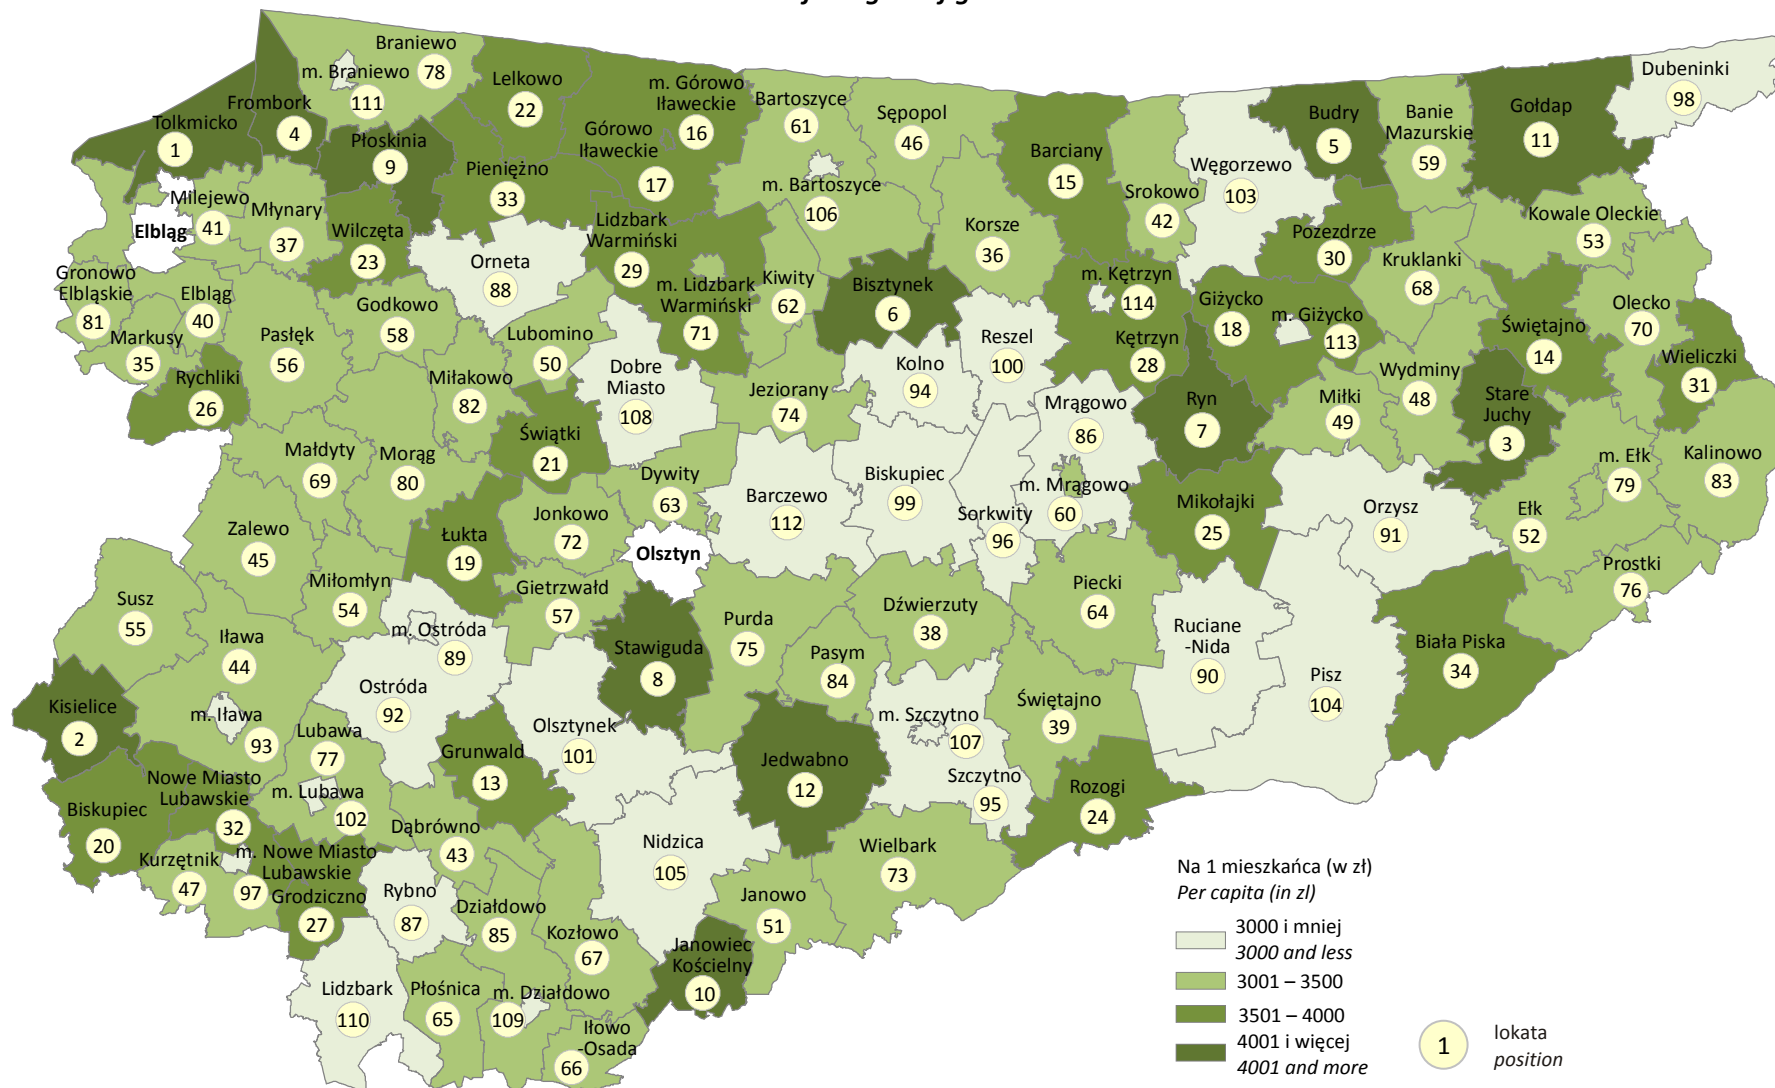 Braniewo
78
m. Braniewo
111
Lelkowo
22
m. Górowo
Iławeckie
16
Bartoszyce
61
Sępopol
46
Dubeninki
98
Frombork
4
Tolkmicko
1
Płoskinia
9
Górowo
Iławeckie
17
Pieniężno
33
Barciany
15
Budry
5
Banie
Mazurskie
59
Gołdap
11
Węgorzewo
103
Srokowo
42
m. Bartoszyce
106
Milejewo
41
Młynary
37
Elbląg
Wilczęta
23
Lidzbark
Warmiński
29
Korsze
36
Pozezdrze
30
Kowale Oleckie
53
Orneta
88
Kruklanki
68
Gronowo
Elbląskie
81
Elbląg
40
Godkowo
58
m. Lidzbark
Warmiński
71
Kiwity
62
Bisztynek
6
m. Kętrzyn
114
Giżycko
18
m. Giżycko
113
Olecko
70
Markusy
35
Pasłęk
56
Lubomino
50
Reszel
100
Kętrzyn
28
Świętajno
14
Wieliczki
31
Rychliki
26
Miłakowo
82
Dobre
Miasto
108
Jeziorany
74
Kolno
94
Mrągowo
86
Ryn
7
Miłki
49
Wydminy
48
Stare
Juchy
3
Świątki
21
Małdyty
69
Morąg
80
Dywity
63
Barczewo
112
Biskupiec
99
m. Mrągowo
60
Sorkwity
96
Mikołajki
25
Orzysz
91
Ełk
52
m. Ełk
79
Kalinowo
83
Zalewo
45
Łukta
19
Jonkowo
72
Olsztyn
Miłomłyn
54
Gietrzwałd
57
Piecki
64
Prostki
76
Susz
55
Iława
44
m. Ostróda
89
Stawiguda
8
Purda
75
Dźwierzuty
38
Pasym
84
Ruciane
-Nida
90
Pisz
104
Biała Piska
34
Kisielice
2
m. Iława
93
Ostróda
92
Olsztynek
101
m. Szczytno
107
Świętajno
39
Lubawa
77
Grunwald
13
Jedwabno
12
Szczytno
95
Rozogi
24
Nowe Miasto
Lubawskie
32
m. Lubawa
102
Biskupiec
20
Dąbrówno
43
Nidzica
105
Wielbark
73
Kurzętnik
47
m. Nowe Miasto
Lubawskie
97
Grodziczno
27
Rybno
87
Działdowo
85
Kozłowo
67
Janowo
51
Janowiec
Kościelny
10
Lidzbark
110
Płośnica
65
m. Działdowo
109
Iłowo
-Osada
66
Na 1 mieszkańca (w zł)
Per capita (in zl)
3000 i mniej
3000 and less
3001 – 3500
3501 – 4000
4001 i więcej
4001 and more
1
lokata
position